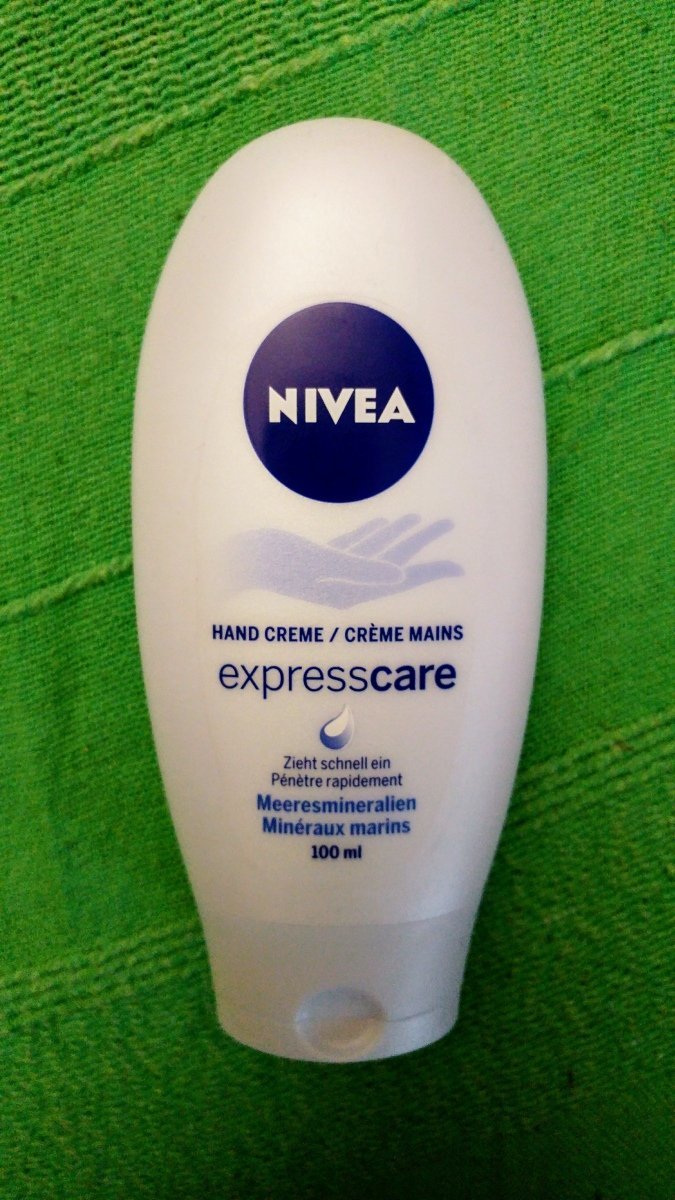 NIVEA
HAND CREME / CRÈME MAINS
expresscare
Zieht schnell ein
Pénètre rapidement
Meeresmineralien
Minéraux marins
100 ml